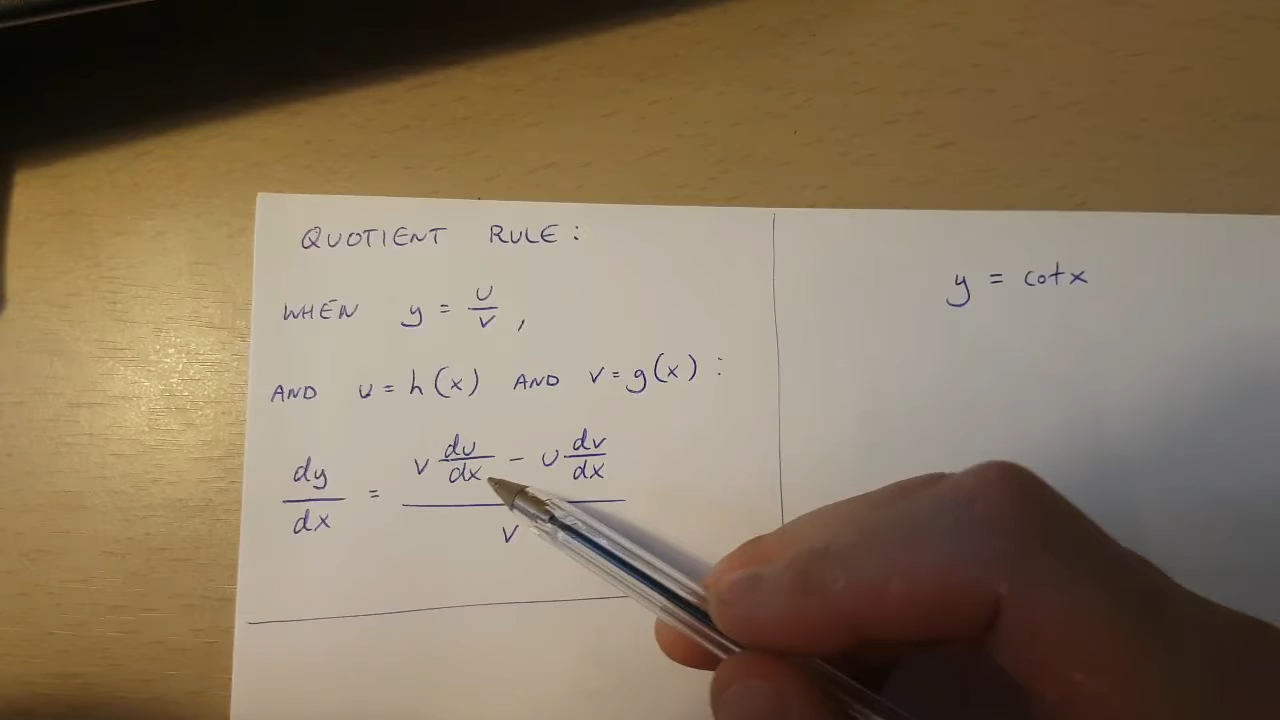 QUOTIENT RULE:
WHEN y = u/v,
AND u = h(x) AND v = g(x):
dy/dx = (v du/dx - u dv/dx)/v
y = cot x